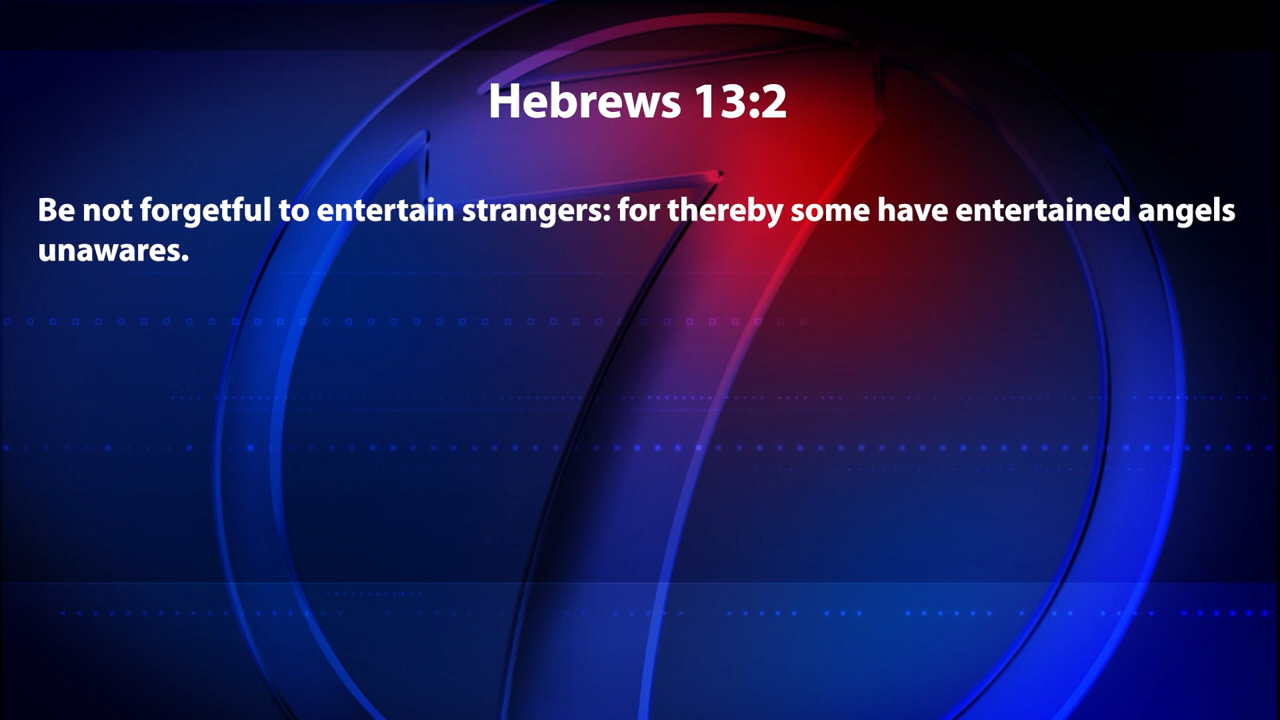 Hebrews 13:2
Be not forgetful to entertain strangers: for thereby some have entertained angels
unawares.